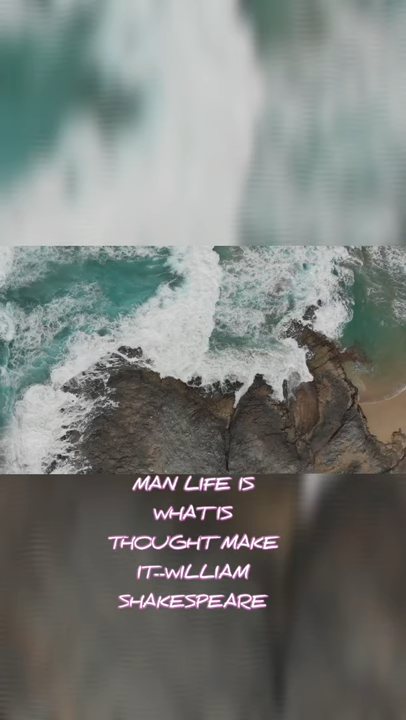 MAN LIFE IS
WHAT IS
THOUGHT MAKE
IT--WILLIAM
SHAKESPEARE